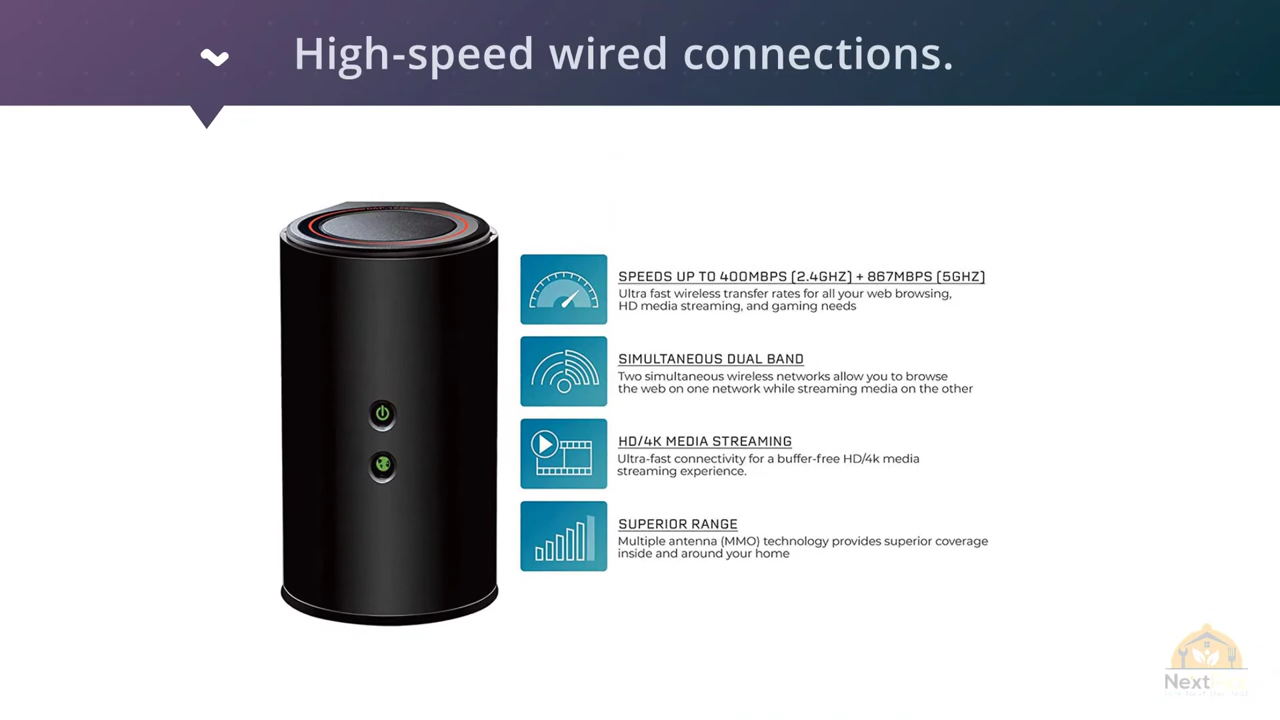 High-speed wired connections.
SPEEDS UP TO 400MBPS [2.4GHZ] + 867MBPS [5GHZ]
Ultra fast wireless transfer rates for all your web browsing,
HD media streaming, and gaming needs
SIMULTANEOUS DUAL BAND
Two simultaneous wireless networks allow you to browse
the web on one network while streaming media on the other
HD/4K MEDIA STREAMING
Ultra-fast connectivity for a buffer-free HD/4k media
streaming experience.
SUPERIOR RANGE
Multiple antenna (MMO) technology provides superior coverage
inside and around your home
Next